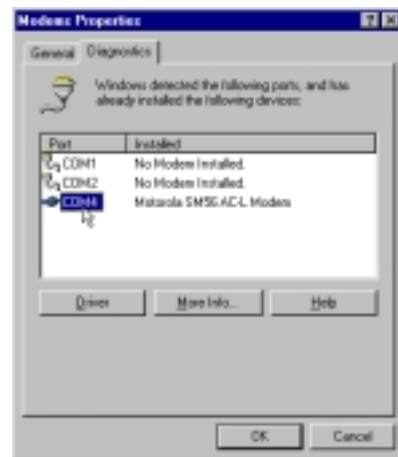 Modems Properties
General Diagnostics
Windows detected the following ports, and has
already installed the following devices:
Port Installed
COM1 No Modem Installed.
COM2 No Modem Installed.
COM4 Motorola SM56 AC-L Modem
Driver More Info... Help
OK Cancel